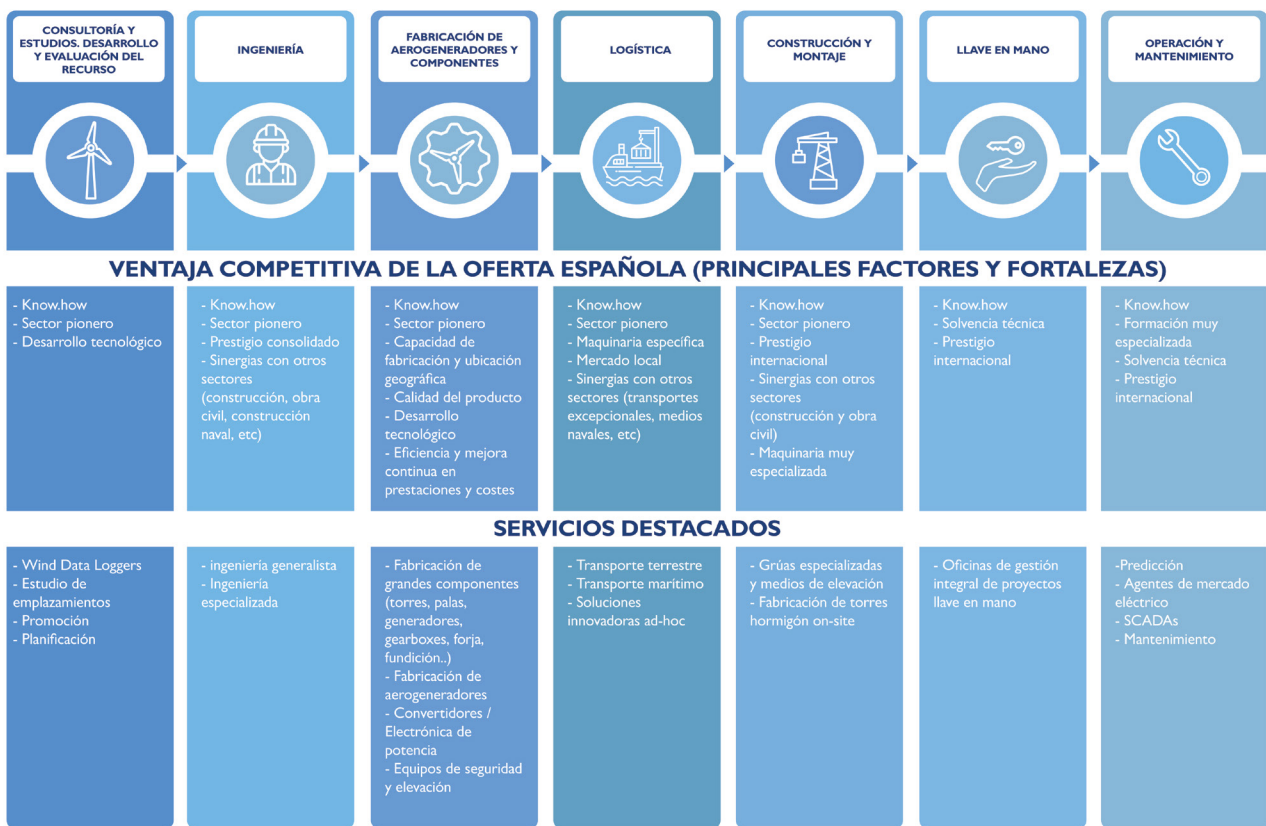 CONSULTORÍA Y
ESTUDIOS. DESARROLLO
Y EVALUACIÓN DEL
RECURSO
INGENIERÍA
FABRICACIÓN DE
AEROGENERADORES Y
COMPONENTES
LOGÍSTICA
CONSTRUCCIÓN Y
MONTAJE
LLAVE EN MANO
OPERACIÓN Y
MANTENIMIENTO
VENTAJA COMPETITIVA DE LA OFERTA ESPAÑOLA (PRINCIPALES FACTORES Y FORTALEZAS)
- Know.how
- Sector pionero
- Desarrollo tecnológico
- Know.how
- Sector pionero
- Prestigio consolidado
- Sinergias con otros
sectores
(construcción, obra
civil, construcción
naval, etc)
- Know.how
- Sector pionero
- Capacidad de
fabricación y ubicación
geográfica
- Calidad del producto
- Desarrollo
tecnológico
- Eficiencia y mejora
continua en
prestaciones y costes
- Know.how
- Sector pionero
- Maquinaria específica
- Mercado local
- Sinergias con otros
sectores (transportes
excepcionales, medios
navales, etc)
- Know.how
- Sector pionero
- Prestigio
internacional
- Sinergias con otros
sectores
(construcción y obra
civil)
- Maquinaria muy
especializada
- Know.how
- Solvencia técnica
- Prestigio
internacional
- Know.how
- Formación muy
especializada
- Solvencia técnica
- Prestigio
internacional
SERVICIOS DESTACADOS
- Wind Data Loggers
- Estudio de
emplazamientos
- Promoción
- Planificación
- ingeniería generalista
- Ingeniería
especializada
- Fabricación de
grandes componentes
(torres, palas,
generadores,
gearboxes, forja,
fundición..)
- Fabricación de
aerogeneradores
- Convertidores /
Electrónica de
potencia
- Equipos de seguridad
y elevación
- Transporte terrestre
- Transporte marítimo
- Soluciones
innovadoras ad-hoc
- Grúas especializadas
y medios de elevación
- Fabricación de torres
hormigón on-site
- Oficinas de gestión
integral de proyectos
llave en mano
-Predicción
- Agentes de mercado
eléctrico
- SCADAs
- Mantenimiento